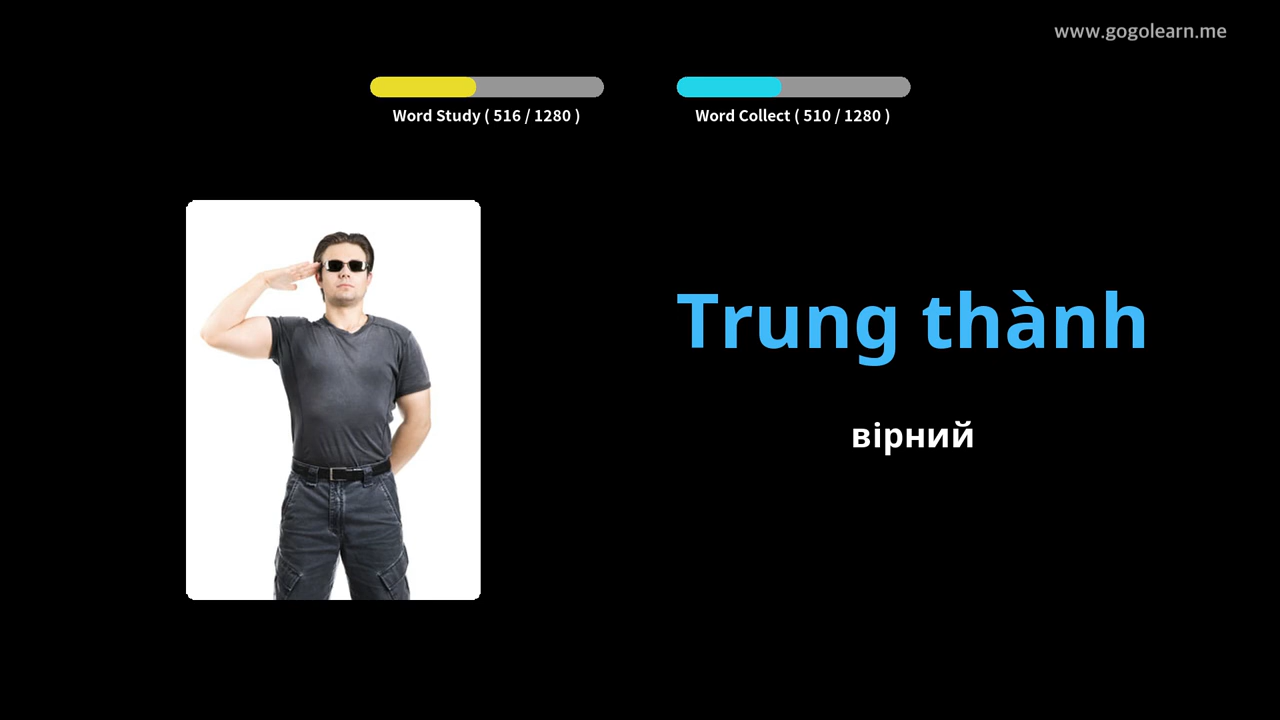 www.gogolearn.me
Word Study ( 516 / 1280 )
Word Collect ( 510 / 1280 )
Trung thành
вірний